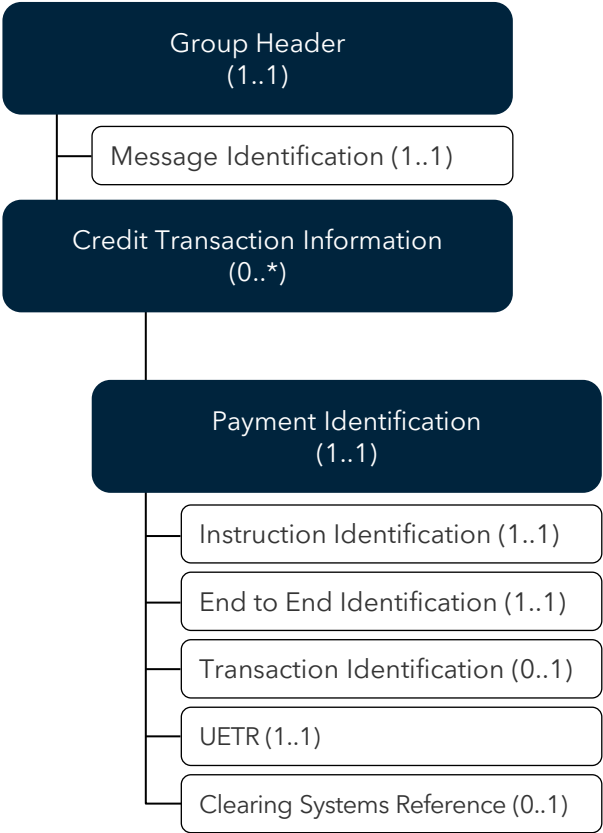 Group Header
(1..1)
Message Identification (1..1)
Credit Transaction Information
(0..*)
Payment Identification
(1..1)
Instruction Identification (1..1)
End to End Identification (1..1)
Transaction Identification (0..1)
UETR (1..1)
Clearing Systems Reference (0..1)